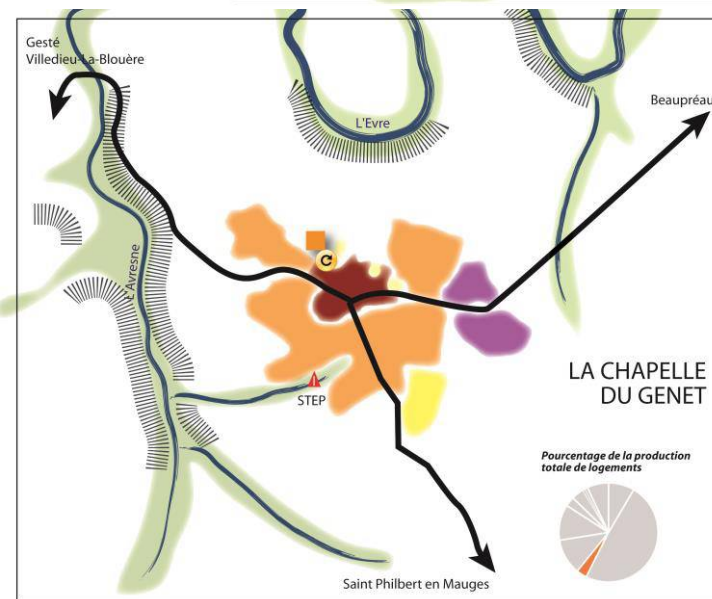 Gesté
Villedieu-La-Blouère
L'Evre
Beaupréau
L'Avresne
STEP
LA CHAPELLE
DU GENET
Pourcentage de la production
totale de logements
Saint Philbert en Mauges